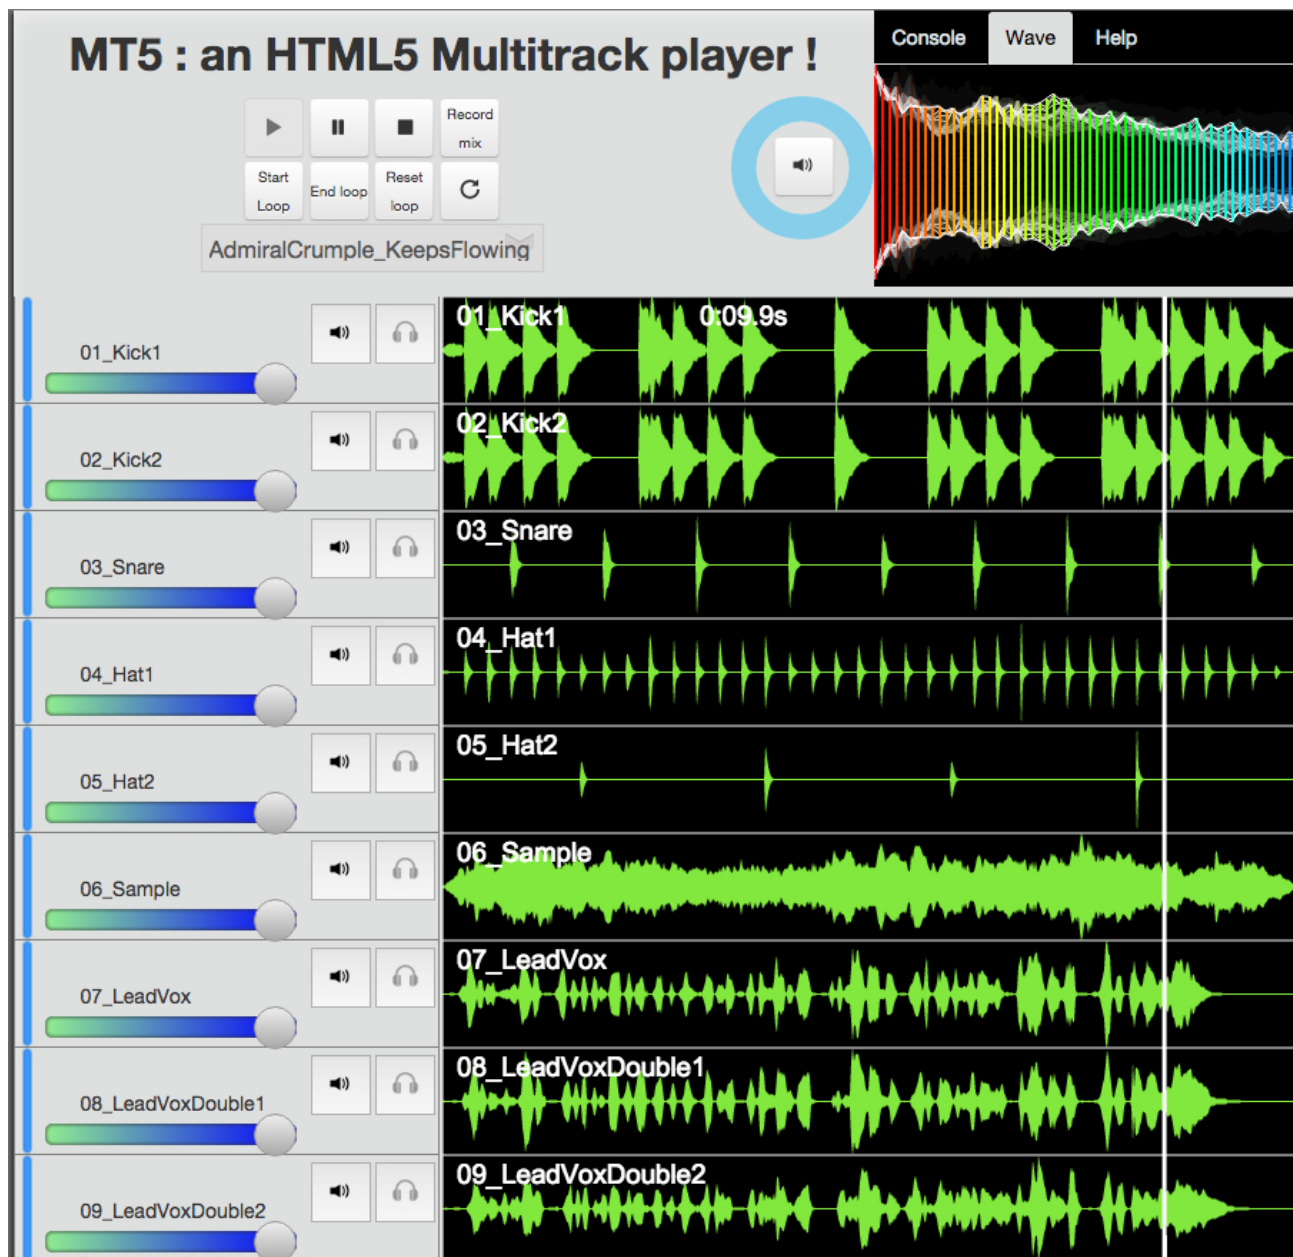 MT5 : an HTML5 Multitrack player !
Console Wave Help
Record
mix
Start
Loop
End loop
Reset
loop
AdmiralCrumple_KeepsFlowing
01_Kick1
01_Kick1 0:09.9s
02_Kick2
02_Kick2
03_Snare
03_Snare
04_Hat1
04_Hat1
05_Hat2
05_Hat2
06_Sample
06_Sample
07_LeadVox
07_LeadVox
08_LeadVoxDouble1
08_LeadVoxDouble1
09_LeadVoxDouble2
09_LeadVoxDouble2